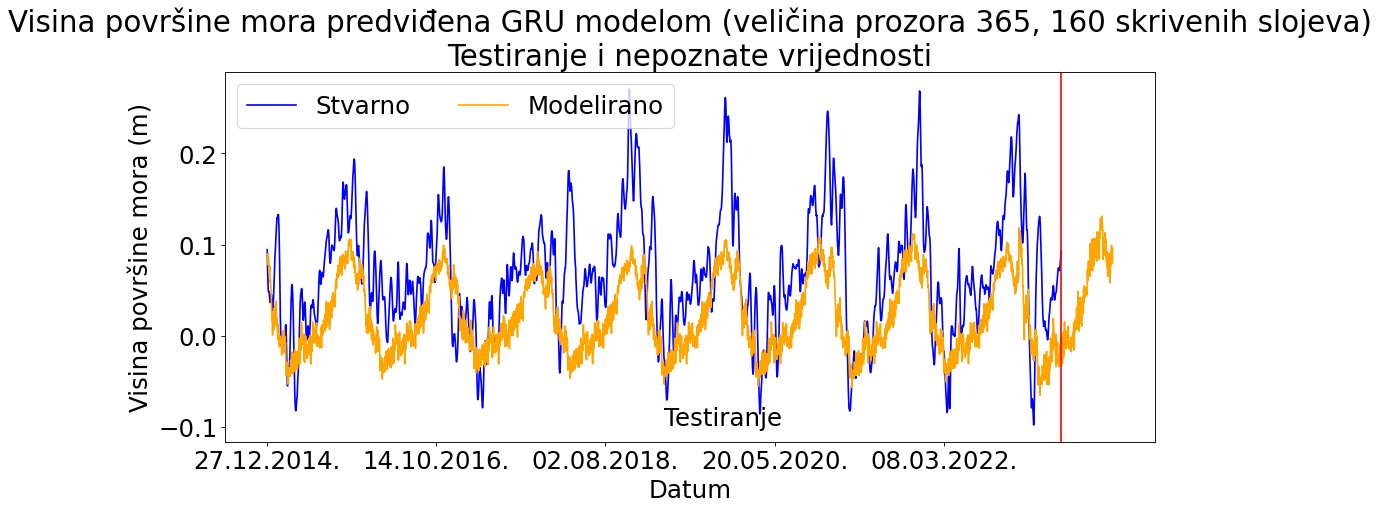 Visina površine mora predviđena GRU modelom (veličina prozora 365, 160 skrivenih slojeva)
Testiranje i nepoznate vrijednosti
Stvarno Modelirano
Visina površine mora (m)
0.2
0.1
0.0
−0.1
Testiranje
27.12.2014. 14.10.2016. 02.08.2018. 20.05.2020. 08.03.2022.
Datum